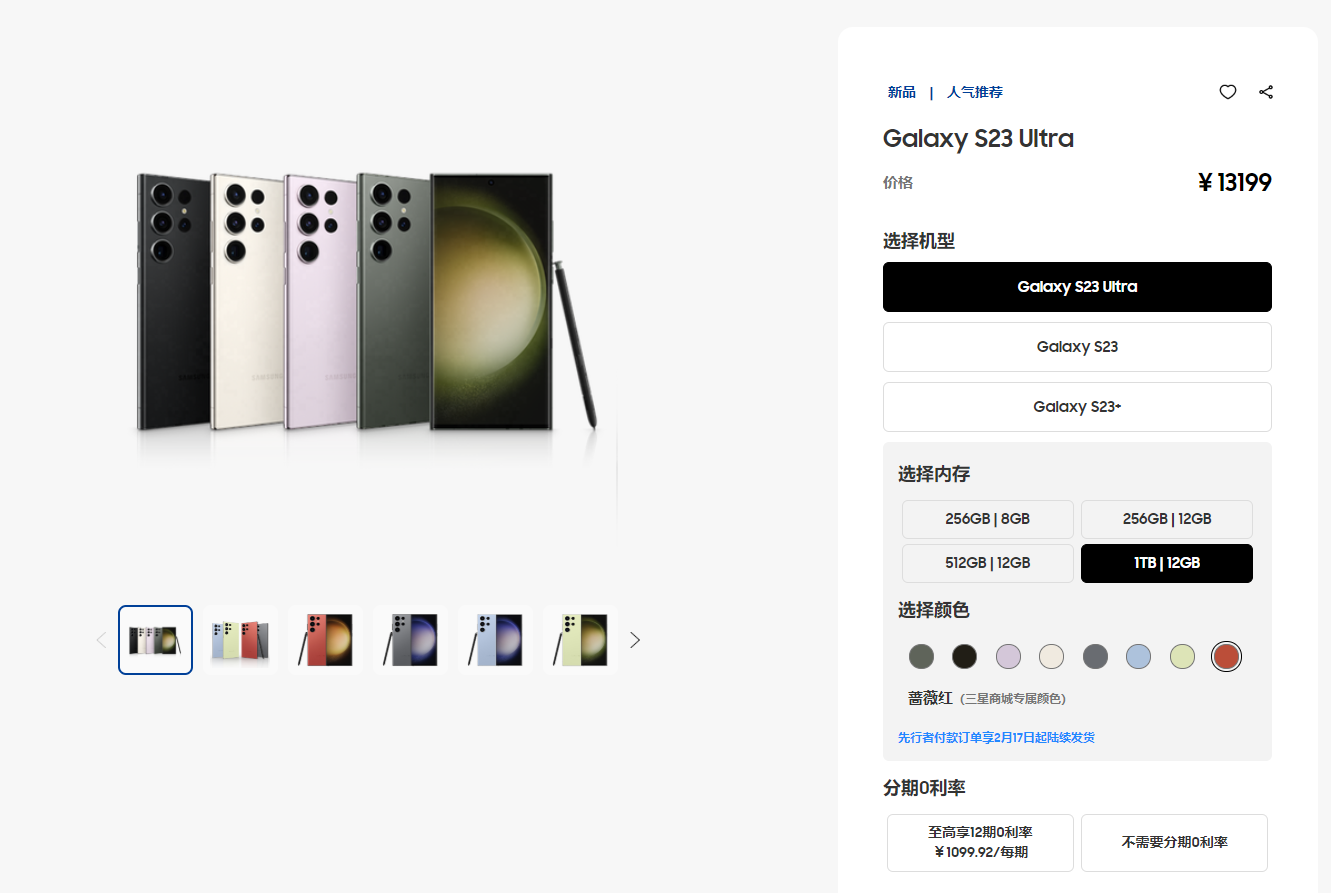 新品 | 人气推荐
Galaxy S23 Ultra
价格 ¥ 13199
选择机型
Galaxy S23 Ultra
Galaxy S23
Galaxy S23+
选择内存
256GB | 8GB 256GB | 12GB
512GB | 12GB 1TB | 12GB
选择颜色
蔷薇红 (三星商城专属颜色)
先行者付款订单享2月17日起陆续发货
分期0利率
至高享12期0利率
¥ 1099.92/每期
不需要分期0利率